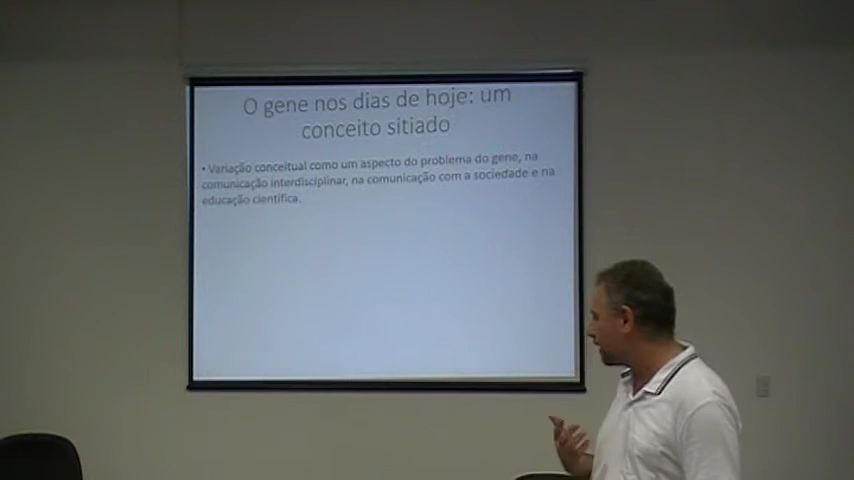 O gene nos dias de hoje: um
conceito sitiado
• Variação conceitual como um aspecto do problema do gene, na
comunicação interdisciplinar, na comunicação com a sociedade e na
educação científica.